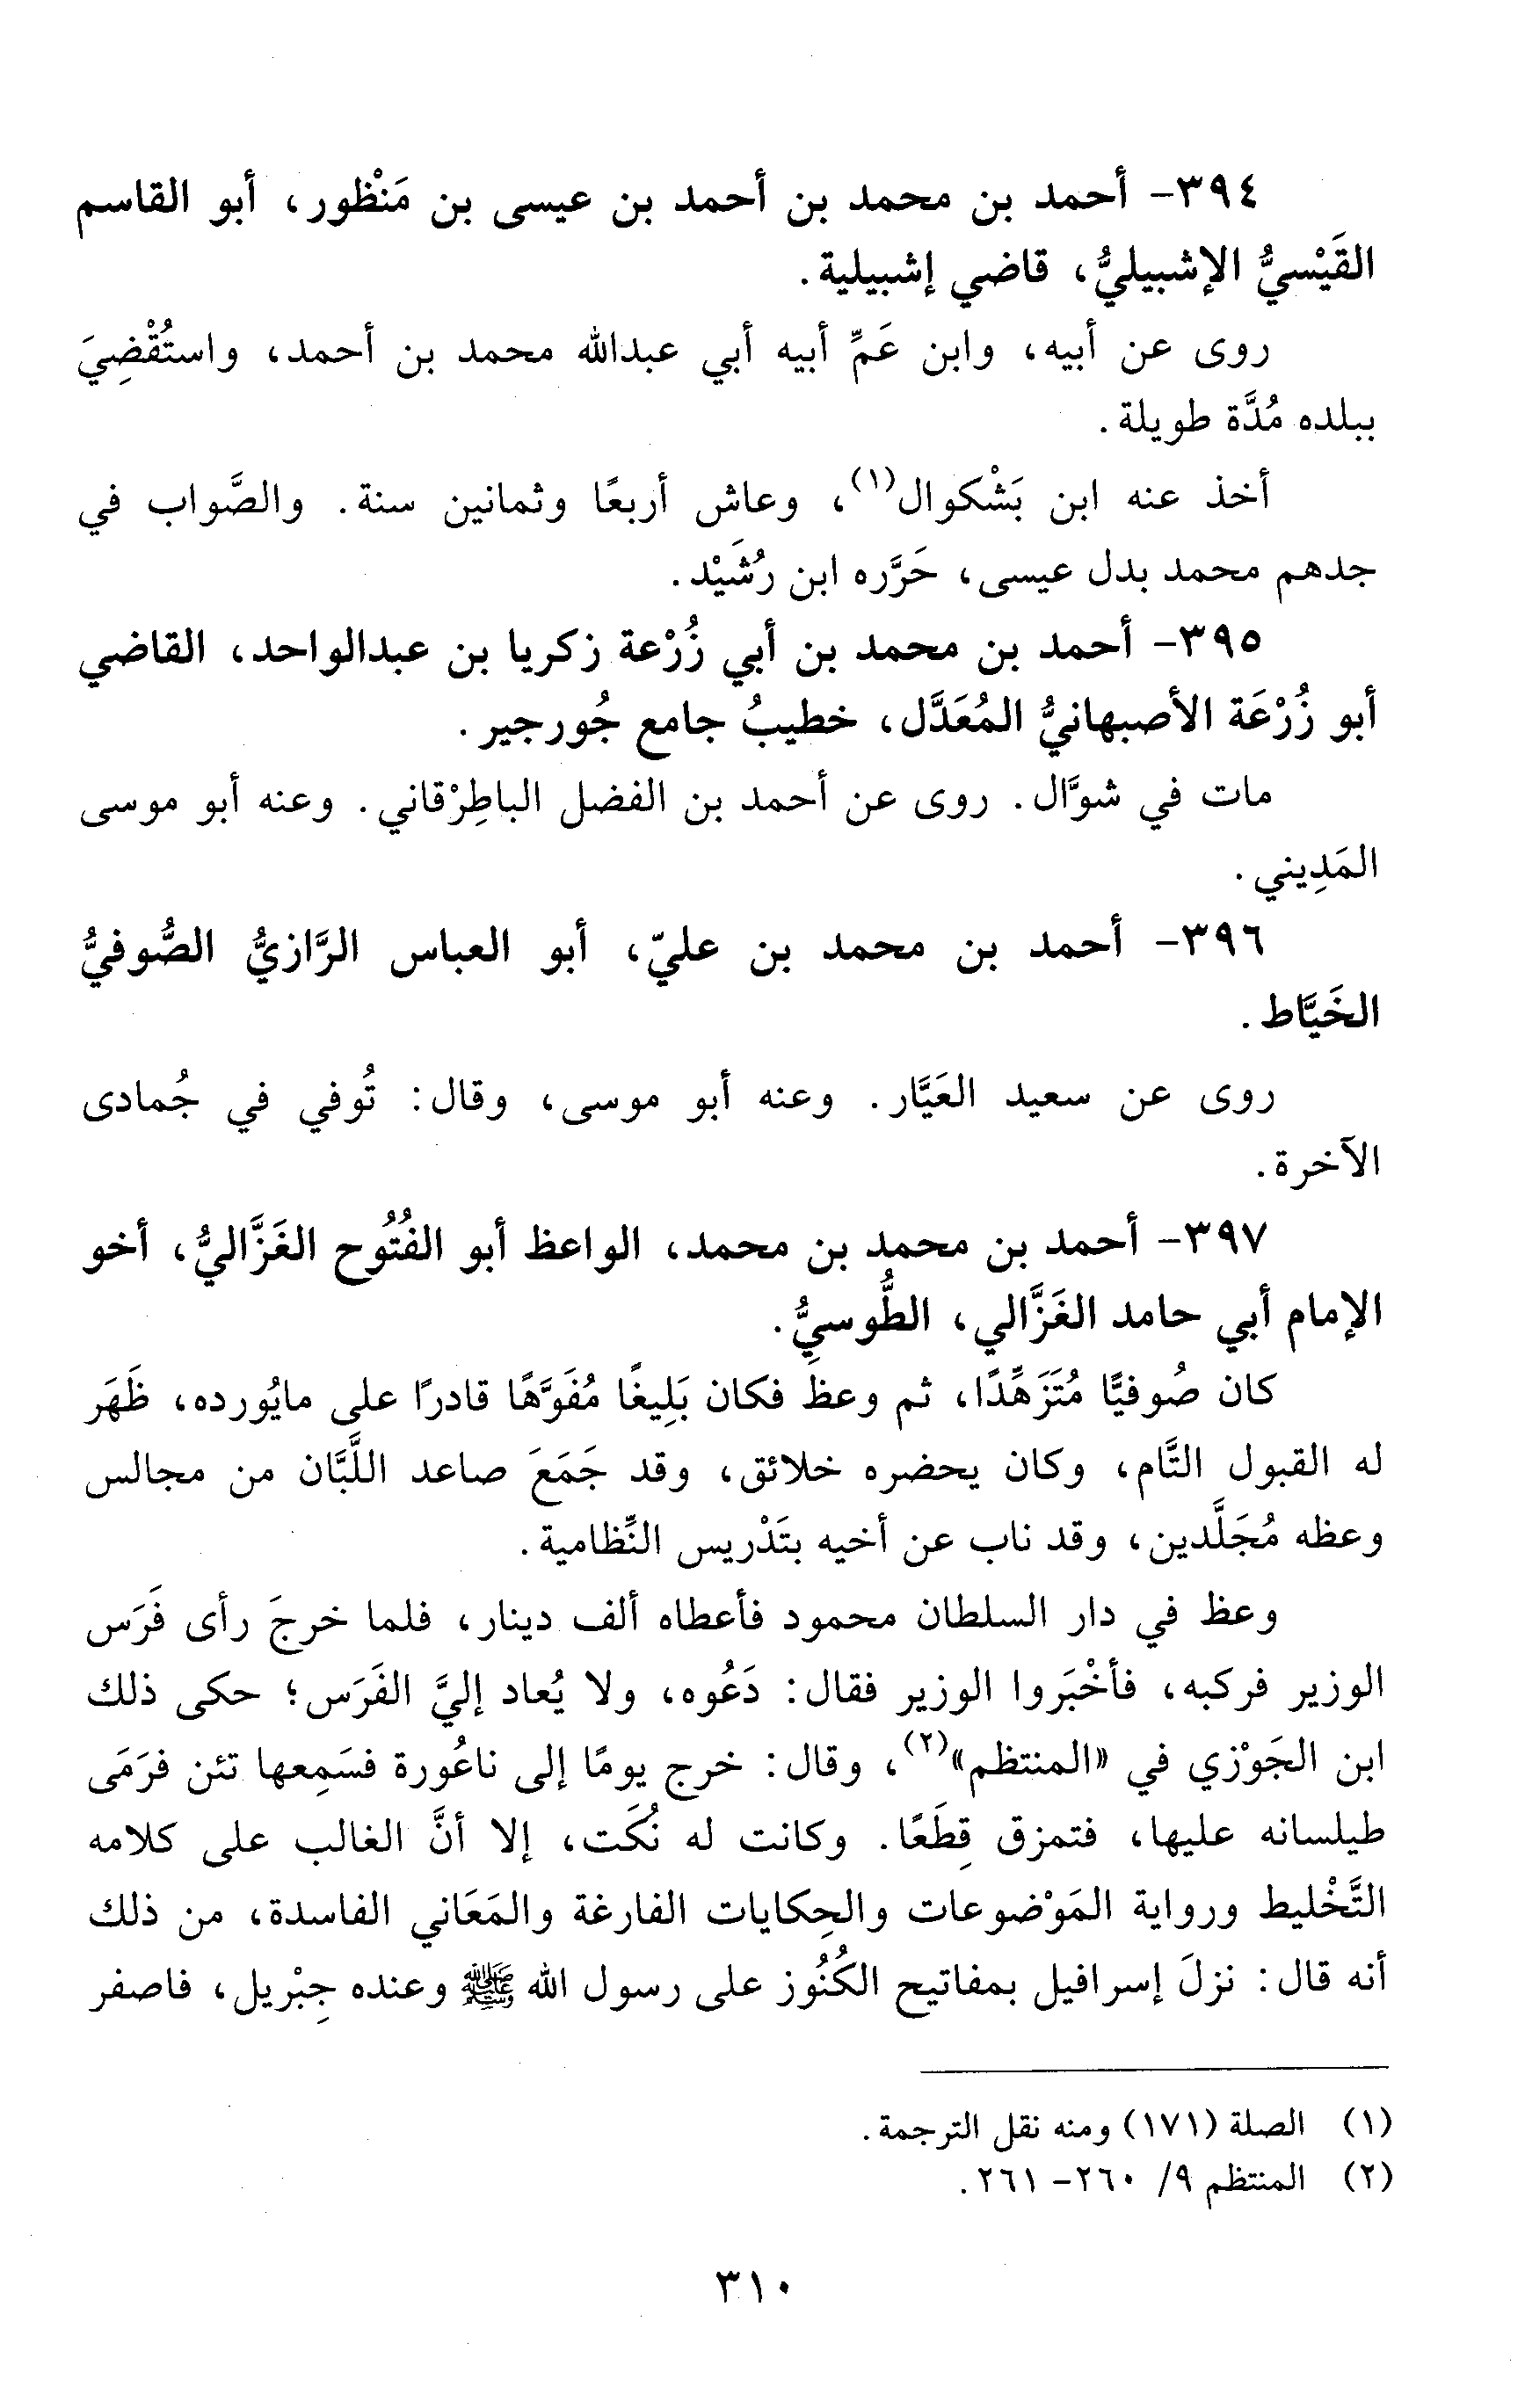 ٣٩٤- أحمد بن محمد بن أحمد بن عيسى بن مَنْظور، أبو القاسم
القَيْسيُّ الإشبيليُّ، قاضي إشبيلية.
روى عن أبيه، وابن عَمِّ أبيه أبي عبدالله محمد بن أحمد، واستُقْضِيَ
ببلده مُدَّة طويلة.
أخذ عنه ابن بَشْكوال(١)، وعاش أربعًا وثمانين سنة. والصَّواب في
جدهم محمد بدل عيسى، حَرَّره ابن رُشَيْد.
٣٩٥- أحمد بن محمد بن أبي زُرْعة زكريا بن عبدالواحد، القاضي
أبو زُرْعَة الأصبهانيُّ المُعَدَّل، خطيبُ جامع جُورجير.
مات في شوَّال. روى عن أحمد بن الفضل الباطِرْقاني. وعنه أبو موسى
المَدِيني.
٣٩٦- أحمد بن محمد بن عليّ، أبو العباس الرَّازيُّ الصُّوفيُّ
الخَيَّاط.
روى عن سعيد العَيَّار. وعنه أبو موسى، وقال: تُوفي في جُمادى
الآخرة.
٣٩٧- أحمد بن محمد بن محمد، الواعظ أبو الفُتُوح الغَزَّاليُّ، أخو
الإمام أبي حامد الغَزَّالي، الطُّوسيُّ.
كان صُوفيًّا مُتَزَهِّدًا، ثم وعظ فكان بَلِيغًا مُفَوَّهًا قادرًا على مايُورده، ظَهَر
له القبول التَّام، وكان يحضره خلائق، وقد جَمَعَ صاعد اللَّبَّان من مجالس
وعظه مُجَلَّدين، وقد ناب عن أخيه بتَدْريس النِّظامية.
وعظ في دار السلطان محمود فأعطاه ألف دينار، فلما خرجَ رأى فَرَس
الوزير فركبه، فأخْبَروا الوزير فقال: دَعُوه، ولا يُعاد إليَّ الفَرَس؛ حكى ذلك
ابن الجَوْزي في «المنتظم»(٢)، وقال: خرج يومًا إلى ناعُورة فسَمِعها تئن فرَمَى
طيلسانه عليها، فتمزق قِطَعًا. وكانت له نُكَت، إلا أنَّ الغالب على كلامه
التَّخْليط ورواية المَوْضوعات والحِكايات الفارغة والمَعَاني الفاسدة، من ذلك
أنه قال: نزلَ إسرافيل بمفاتيح الكُنُوز على رسول الله ﷺ وعنده جِبْريل، فاصفر
(١) الصلة (١٧١) ومنه نقل الترجمة.
(٢) المنتظم ٩/ ٢٦٠- ٢٦١.
٣١٠